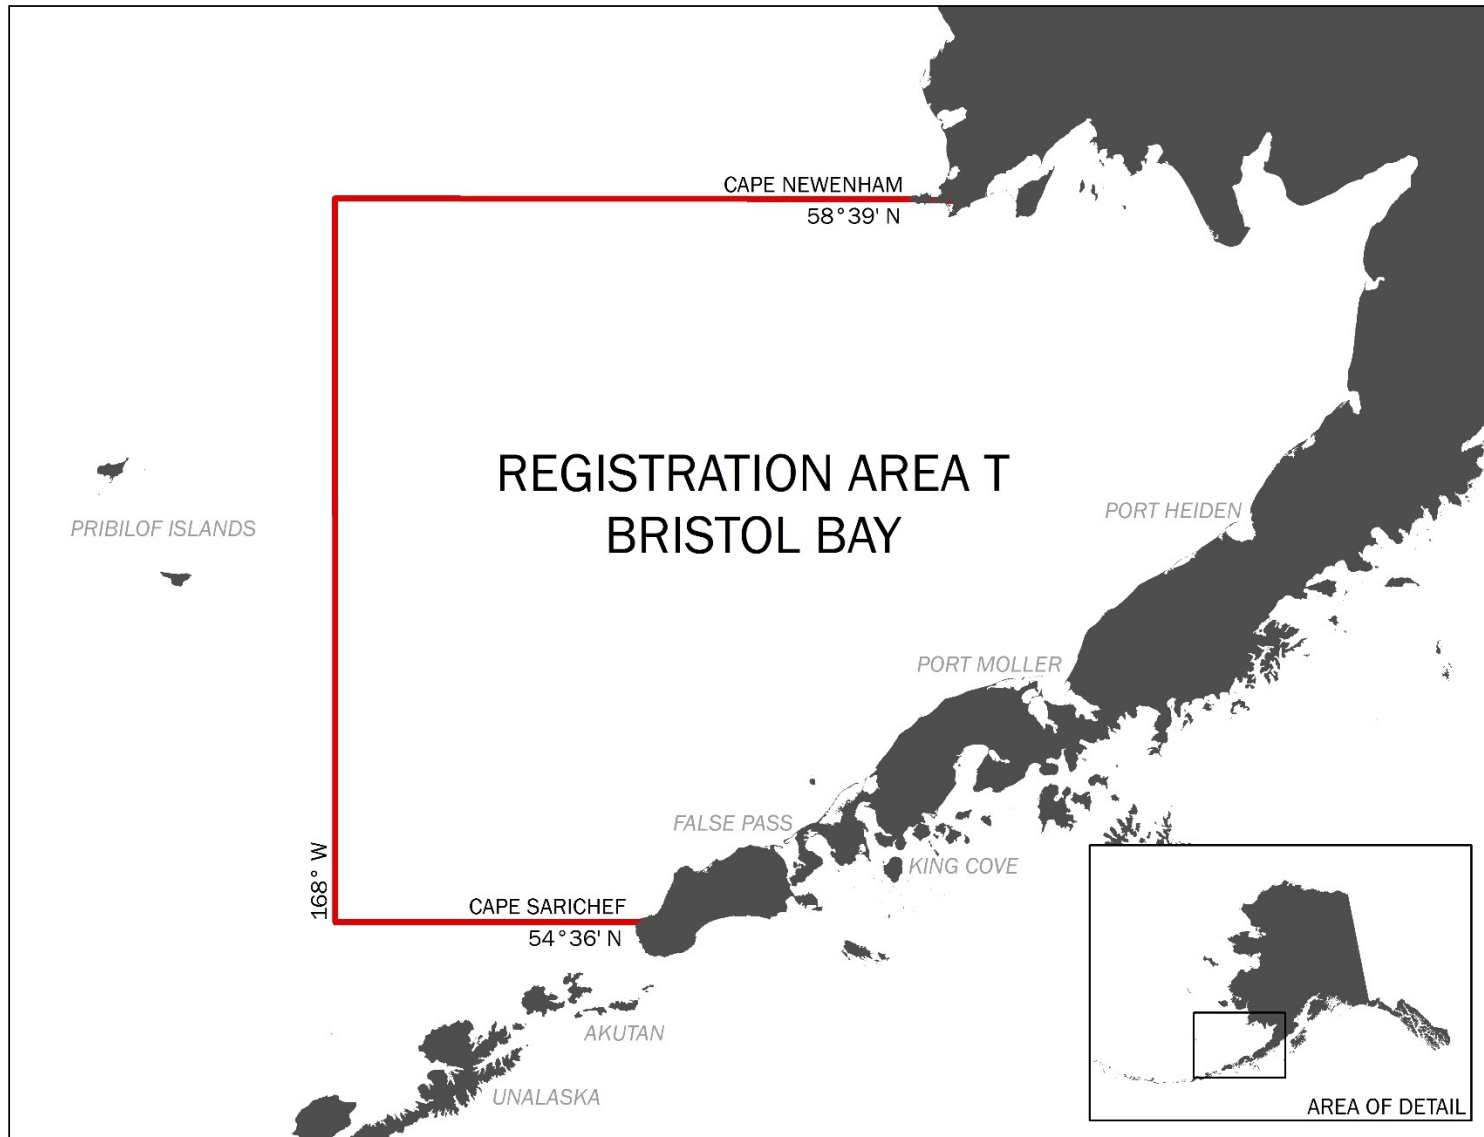 CAPE NEWENHAM
58°39' N
REGISTRATION AREA T
BRISTOL BAY
PRIBILOF ISLANDS
PORT HEIDEN
PORT MOLLER
FALSE PASS
KING COVE
168° W
CAPE SARICHEF
54°36' N
AKUTAN
UNALASKA
AREA OF DETAIL